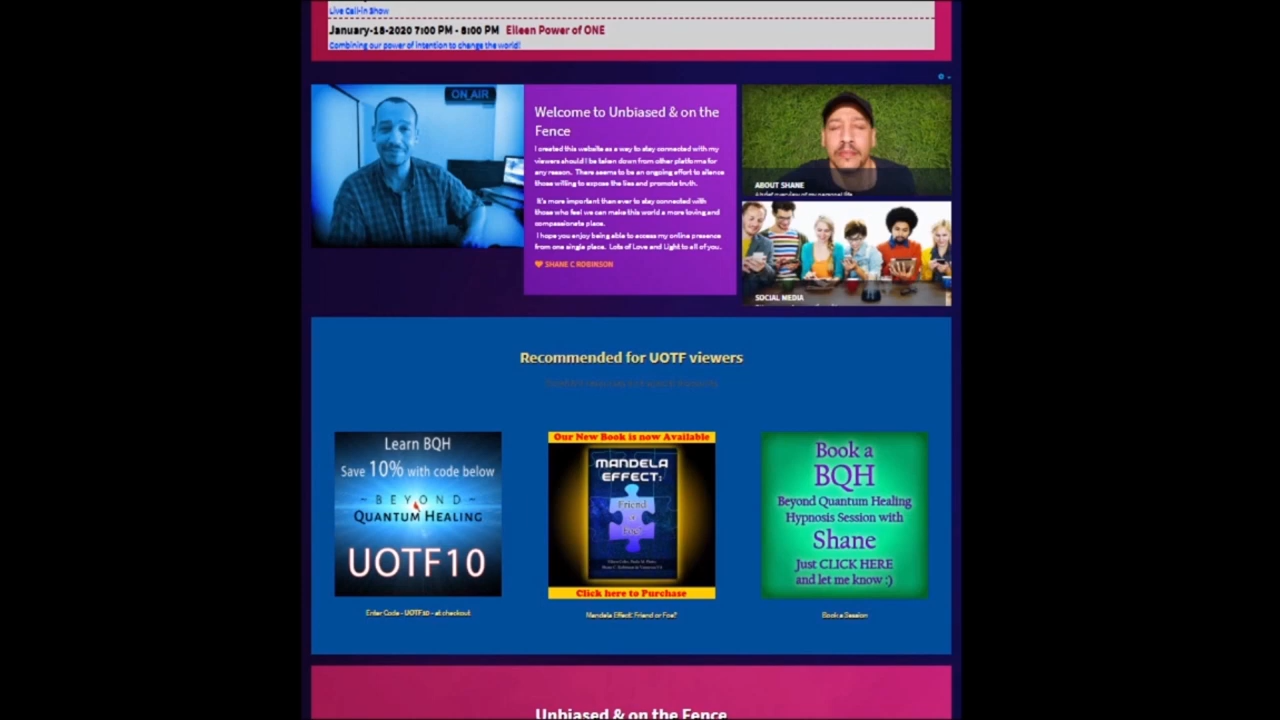 Live Call-in Show
January-18-2020 7:00 PM - 8:00 PM Eileen Power of ONE
Combining our power of intention to change the world!
ON AIR
Welcome to Unbiased & on the
Fence
I created this website as a way to stay connected with my
viewers should I be taken down from other platforms for
any reason. There seems to be an ongoing effort to silence
those willing to expose the lies and promote truth.
It's more important than ever to stay connected with
those who feel we can make this world a more loving and
compassionate place.
I hope you enjoy being able to access my online presence
from one single place. Lots of Love and Light to all of you.
🧡 SHANE C ROBINSON
ABOUT SHANE
A brief overview of my personal life
SOCIAL MEDIA
Recommended for UOTF viewers
Learn BQH
Save 10% with code below
~ BEYOND ~
QUANTUM HEALING
UOTF10
Enter Code - UOTF10 - at checkout
Our New Book is now Available
MANDELA
EFFECT:
Friend
or
Foe?
Click here to Purchase
Mandela Effect: Friend or Foe?
Book a
BQH
Beyond Quantum Healing
Hypnosis Session with
Shane
Just CLICK HERE
and let me know :)
Book a Session
Unbiased & on the Fence